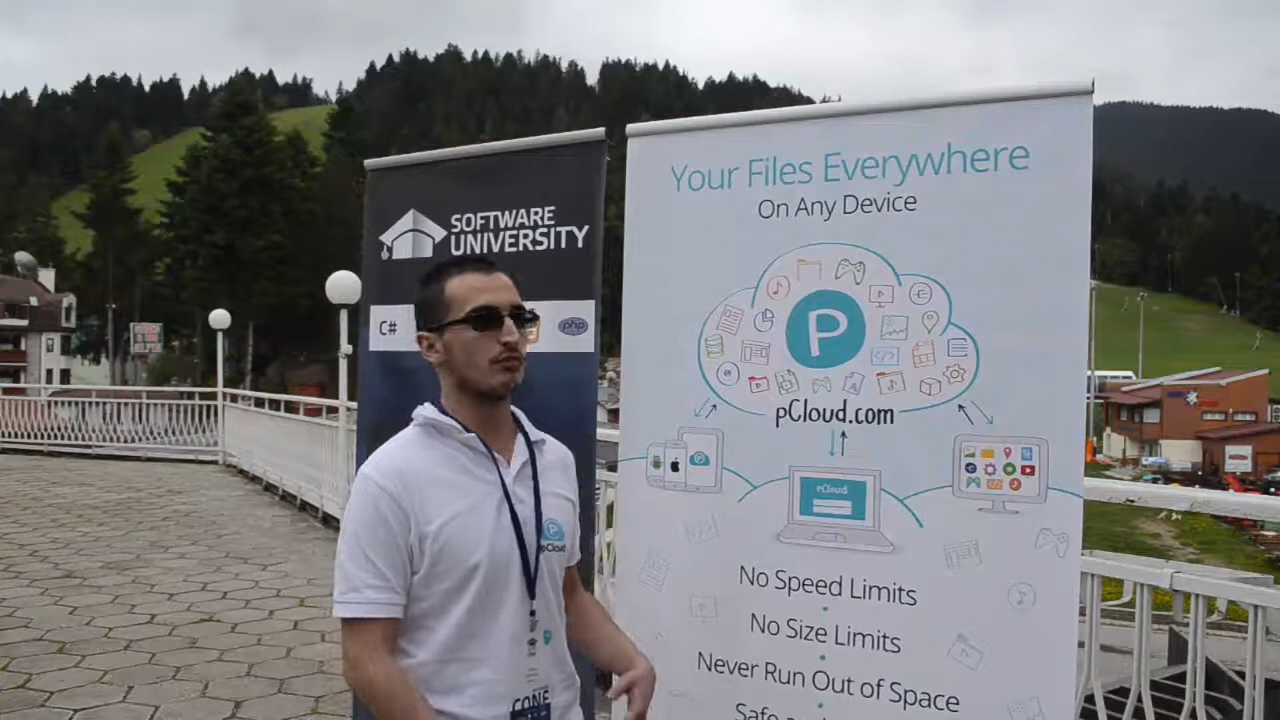 SOFTWARE
UNIVERSITY
C#
php
Your Files Everywhere
On Any Device
P
pCloud.com
pCloud
No Speed Limits
No Size Limits
Never Run Out of Space
P
pCloud
CONF